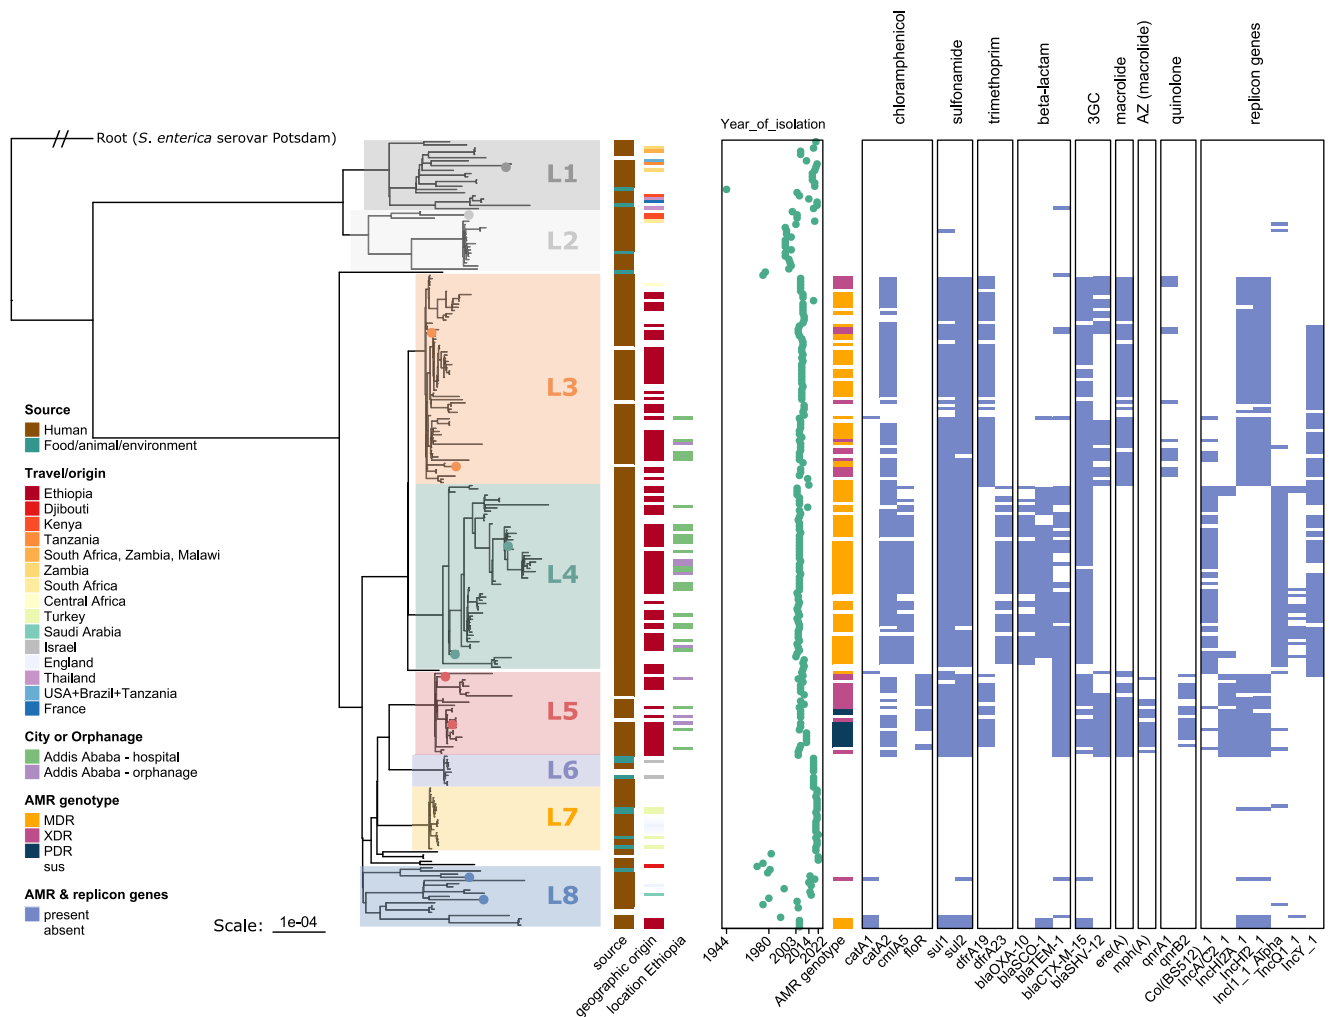 chloramphenicol
sulfonamide
trimethoprim
beta-lactam
3GC
macrolide
AZ (macrolide)
quinolone
replicon genes
Year_of_isolation
Root (S. enterica serovar Potsdam)
L1
L2
L3
L4
L5
L6
L7
L8
Source
Human
Food/animal/environment
Travel/origin
Ethiopia
Djibouti
Kenya
Tanzania
South Africa, Zambia, Malawi
Zambia
South Africa
Central Africa
Turkey
Saudi Arabia
Israel
England
Thailand
USA+Brazil+Tanzania
France
City or Orphanage
Addis Ababa - hospital
Addis Ababa - orphanage
AMR genotype
MDR
XDR
PDR
sus
AMR & replicon genes
present
absent
Scale: 1e-04
source
geographic origin
location Ethiopia
1944
1980
2003
2014
2022
AMR genotype
catA1
catA2
cmlA5
floR
sul1
sul2
dfrA19
dfrA23
blaOXA-10
blaSCO-1
blaTEM-1
blaCTX-M-15
blaSHV-12
ere(A)
mph(A)
qnrA1
qnrB2
Col(BS512)_1
IncA/C2_1
IncHI2A_1
IncHI2_1
IncI1_1_Alpha
IncQ1_1
IncY_1